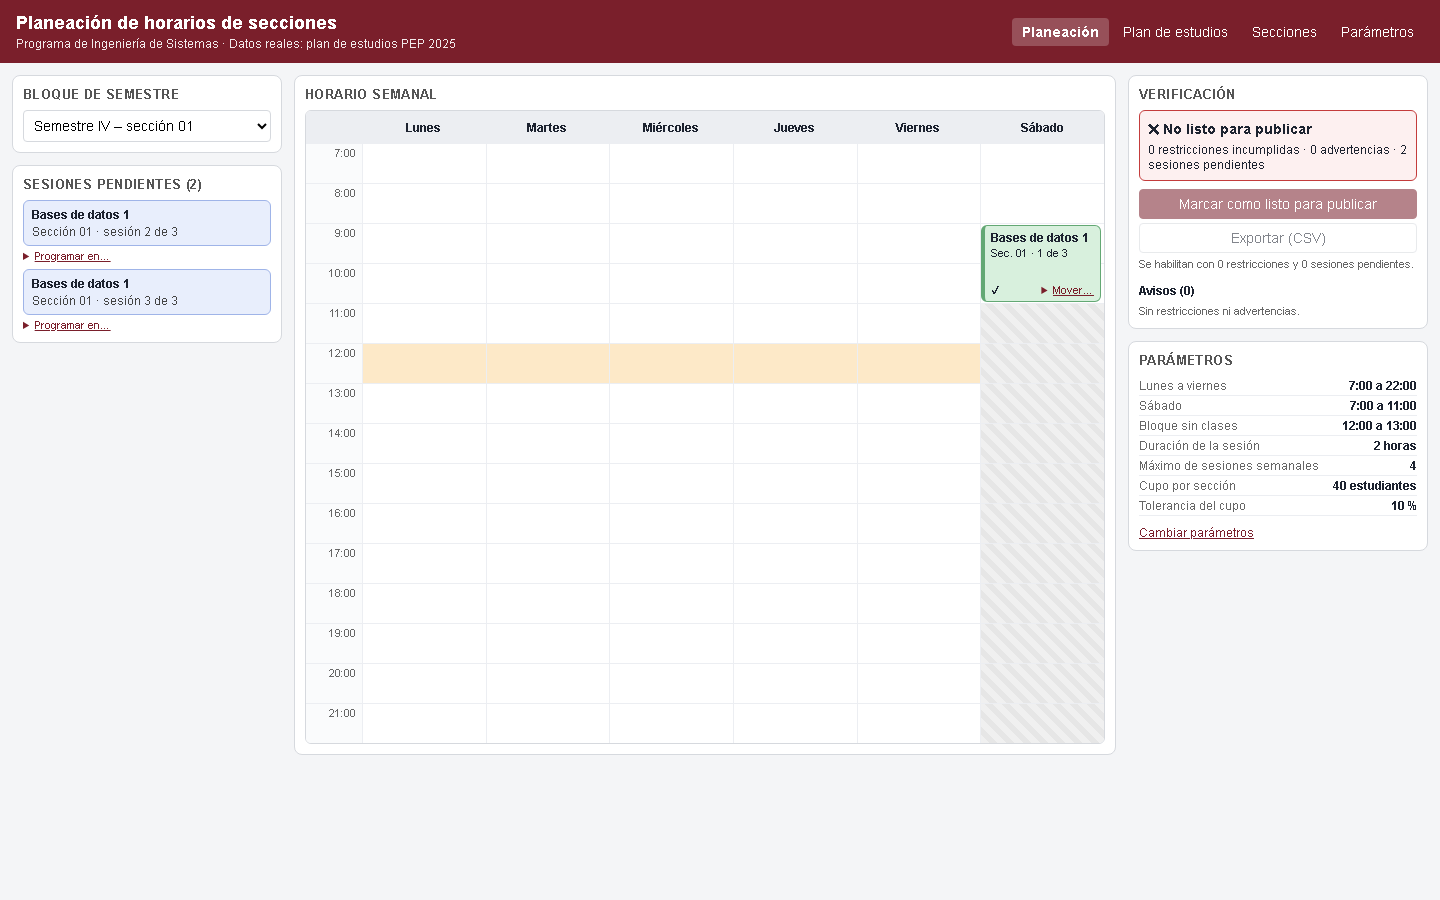 Planeación de horarios de secciones
Programa de Ingeniería de Sistemas · Datos reales: plan de estudios PEP 2025
Planeación
Plan de estudios
Secciones
Parámetros
BLOQUE DE SEMESTRE
Semestre IV – sección 01
SESIONES PENDIENTES (2)
Bases de datos 1
Sección 01 · sesión 2 de 3
Programar en...
Bases de datos 1
Sección 01 · sesión 3 de 3
Programar en...
HORARIO SEMANAL
Lunes Martes Miércoles Jueves Viernes Sábado
7:00
8:00
9:00
10:00
11:00
12:00
13:00
14:00
15:00
16:00
17:00
18:00
19:00
20:00
21:00
Bases de datos 1
Sec. 01 · 1 de 3
✓ Mover...
VERIFICACIÓN
✕ No listo para publicar
0 restricciones incumplidas · 0 advertencias · 2
sesiones pendientes
Marcar como listo para publicar
Exportar (CSV)
Se habilitan con 0 restricciones y 0 sesiones pendientes.
Avisos (0)
Sin restricciones ni advertencias.
PARÁMETROS
Lunes a viernes 7:00 a 22:00
Sábado 7:00 a 11:00
Bloque sin clases 12:00 a 13:00
Duración de la sesión 2 horas
Máximo de sesiones semanales 4
Cupo por sección 40 estudiantes
Tolerancia del cupo 10 %
Cambiar parámetros